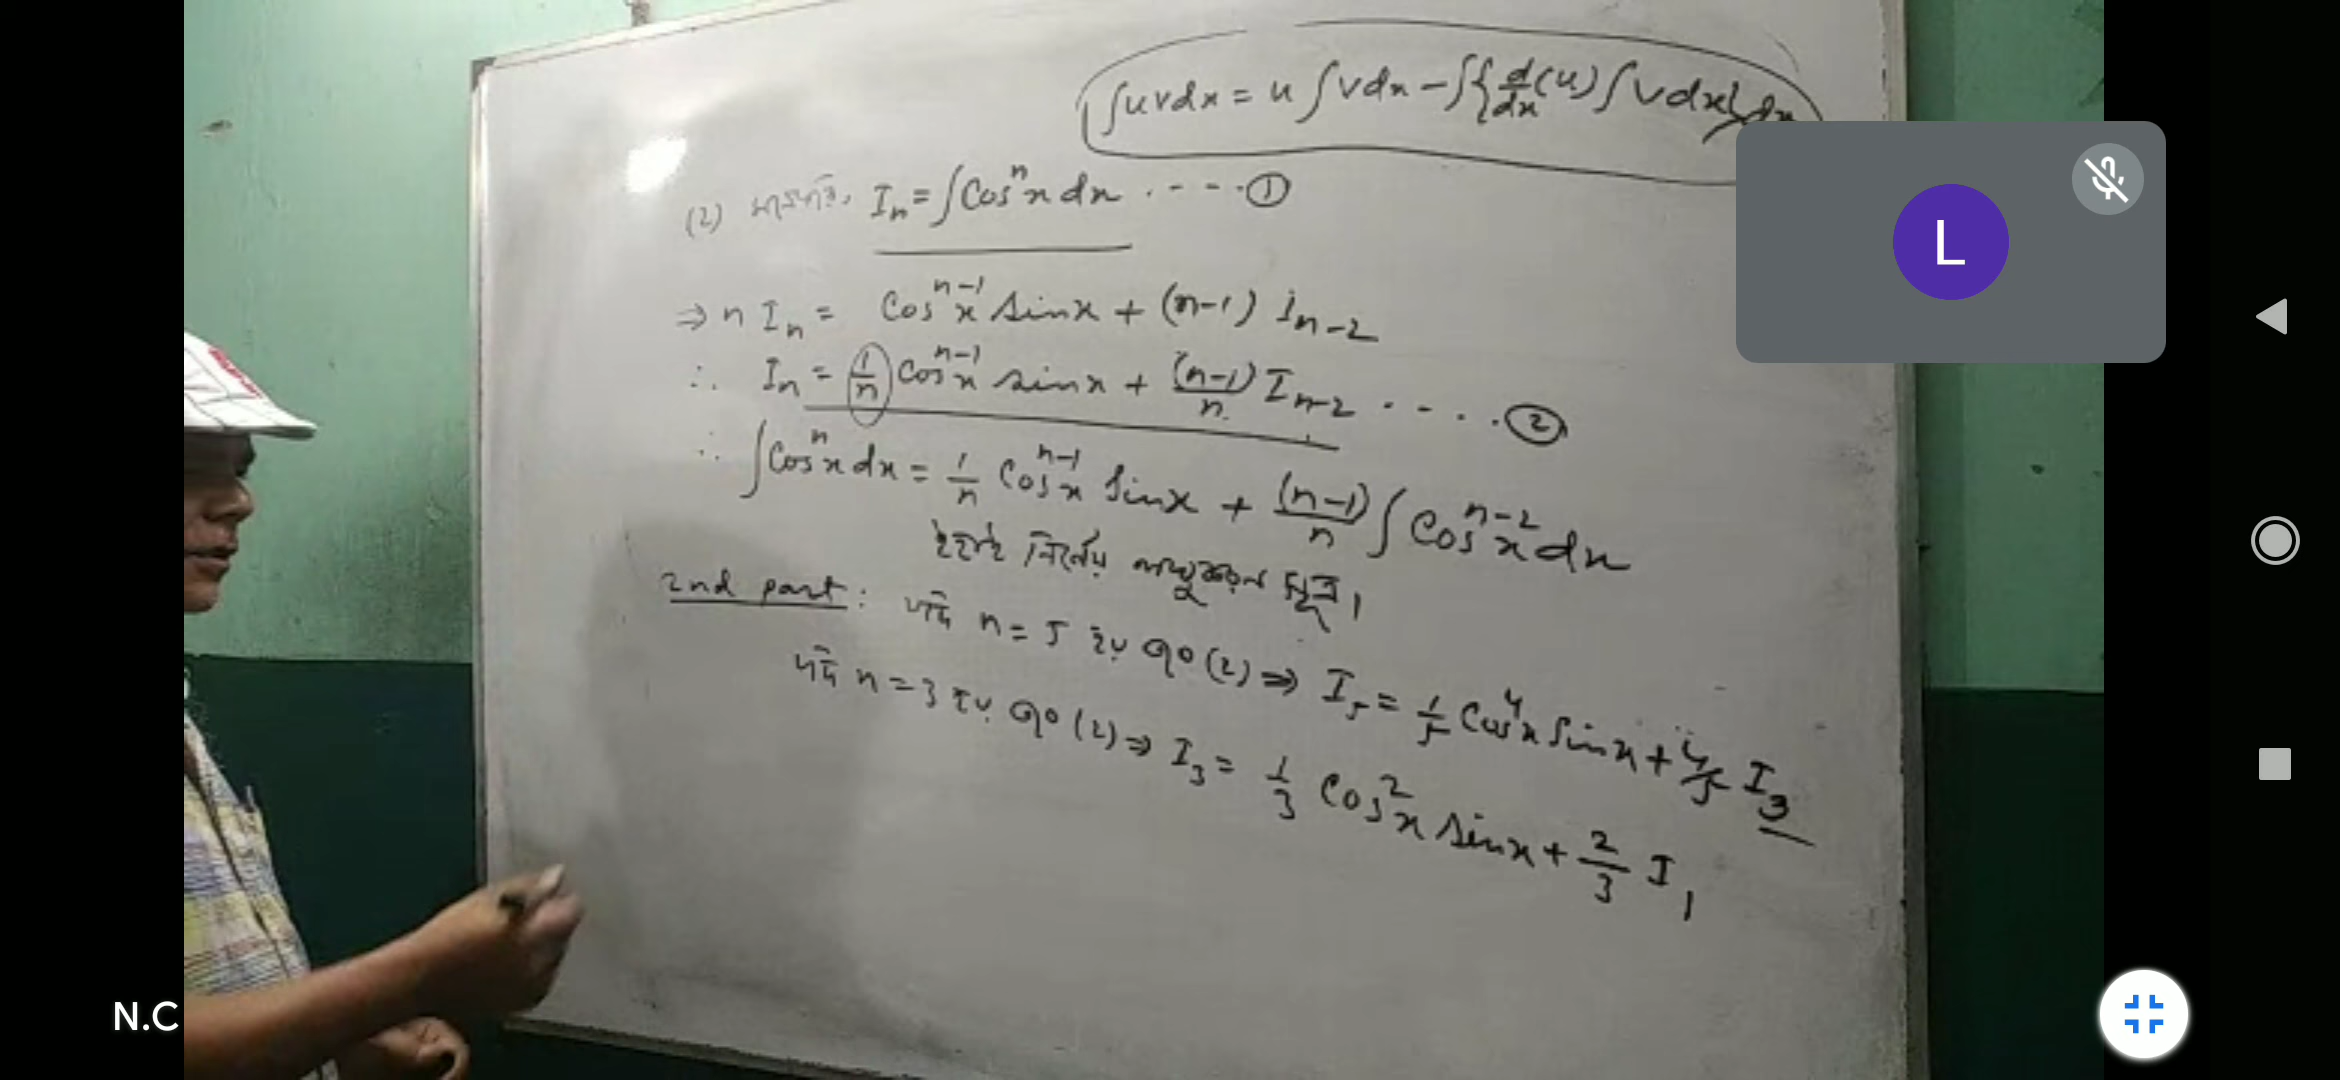 ∫uvdx = u∫vdx - ∫{d/dx(u)∫vdx}dx
(2) মনেকরি, Iₙ = ∫Cosⁿx dx ..... ①
⇒ n Iₙ = Cosⁿ⁻¹x sinx + (n-1) Iₙ₋₂
∴ Iₙ = 1/n Cosⁿ⁻¹x sinx + (n-1)/n Iₙ₋₂ ..... ②
∴ ∫Cosⁿx dx = 1/n Cosⁿ⁻¹x Sinx + (n-1)/n ∫Cosⁿ⁻²x dx
ইহাই নির্ণেয় লঘুকরণ সূত্র।
2nd part: যদি n = 5 হয় (2) ⇒ I₅ = 1/5 Cos⁴x Sinx + 4/5 I₃
যদি n = 3 হয় (2) ⇒ I₃ = 1/3 Cos²x sinx + 2/3 I₁
L
N.C